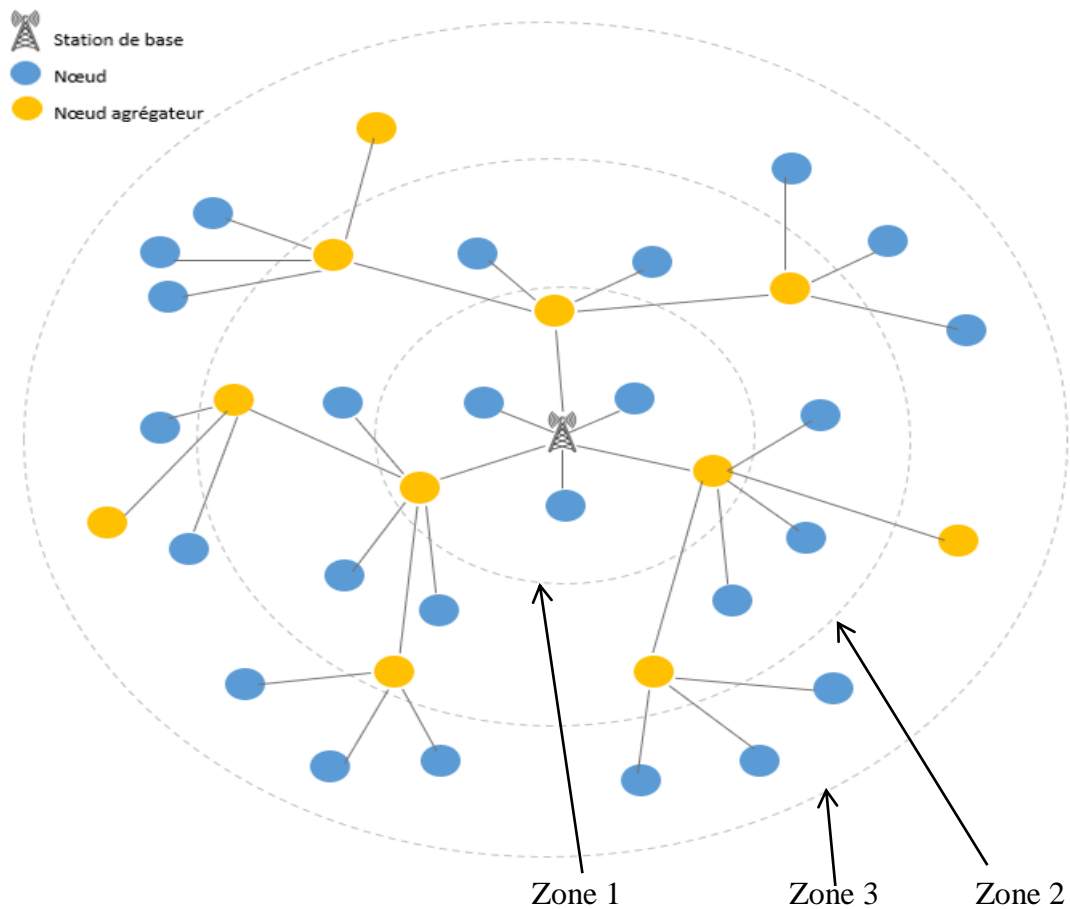 Station de base
Nœud
Nœud agrégateur
Zone 1
Zone 3
Zone 2